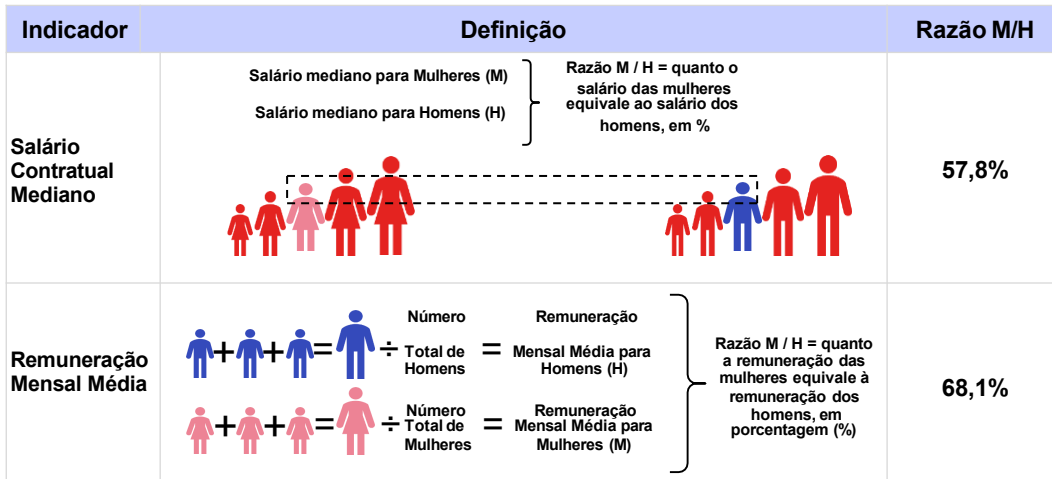 Indicador Definição Razão M/H
Salário mediano para Mulheres (M)
Salário mediano para Homens (H)
Razão M / H = quanto o
salário das mulheres
equivale ao salário dos
homens, em %
Salário
Contratual
Mediano
57,8%
Remuneração
Mensal Média
+ + = ÷
Número
Total de
Homens
=
Remuneração
Mensal Média para
Homens (H)
+ + = ÷
Número
Total de
Mulheres
=
Remuneração
Mensal Média para
Mulheres (M)
Razão M / H = quanto
a remuneração das
mulheres equivale à
remuneração dos
homens, em
porcentagem (%)
68,1%